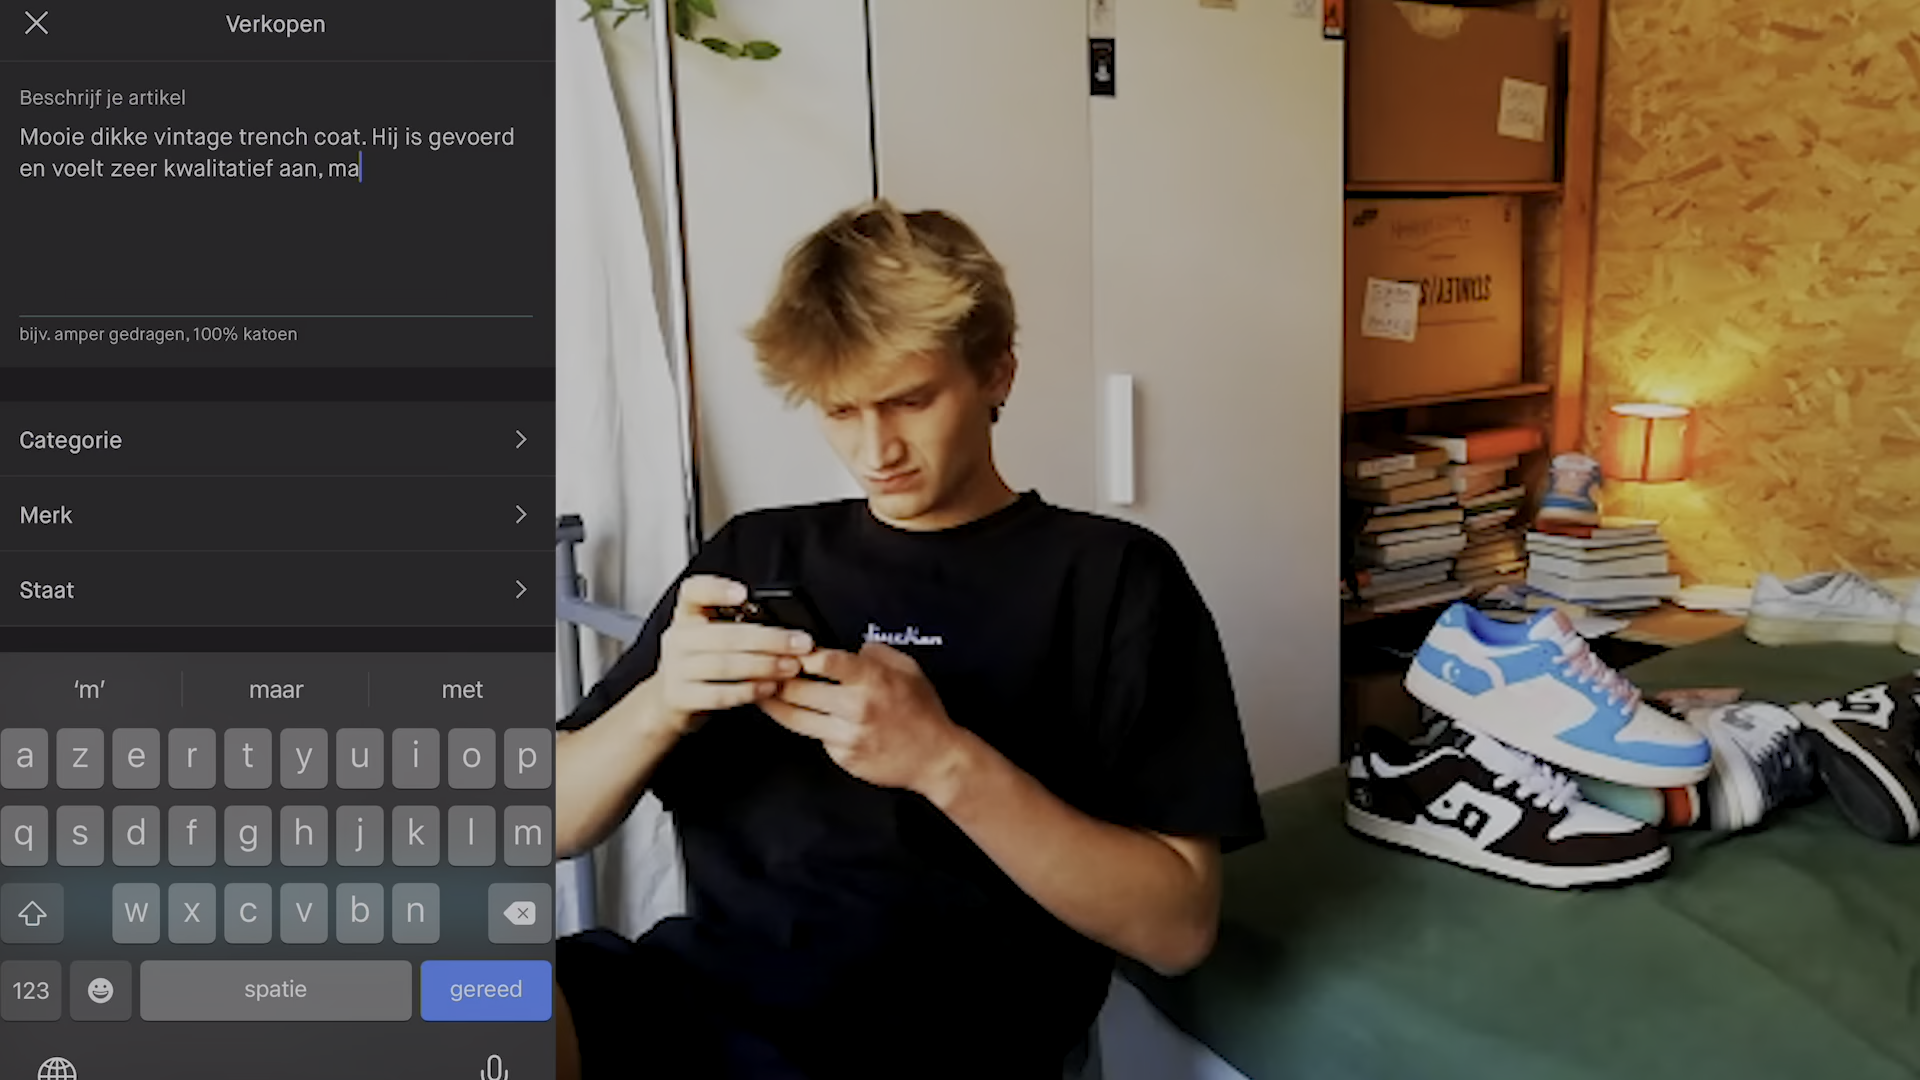 Verkopen
Beschrijf je artikel
Mooie dikke vintage trench coat. Hij is gevoerd
en voelt zeer kwalitatief aan, ma
bijv. amper gedragen, 100% katoen
Categorie
Merk
Staat
‘m’ maar met
a z e r t y u i o p
q s d f g h j k l m
w x c v b n
123 spatie gereed